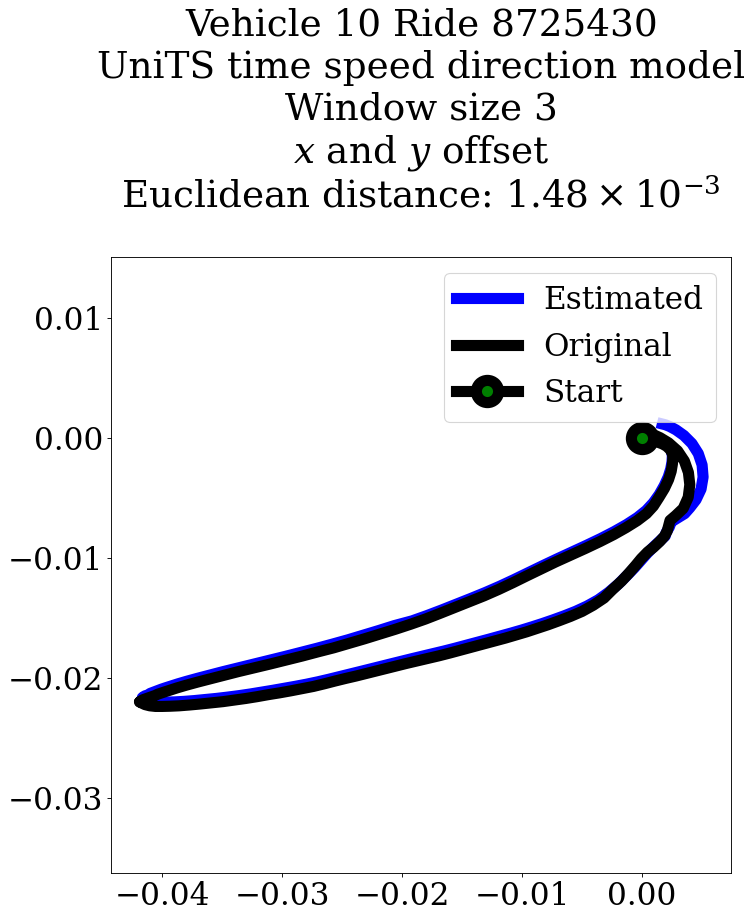 Vehicle 10 Ride 8725430
UniTS time speed direction model
Window size 3
x and y offset
Euclidean distance: 1.48 × 10⁻³
Estimated
Original
Start
0.01
0.00
−0.01
−0.02
−0.03
−0.04 −0.03 −0.02 −0.01 0.00